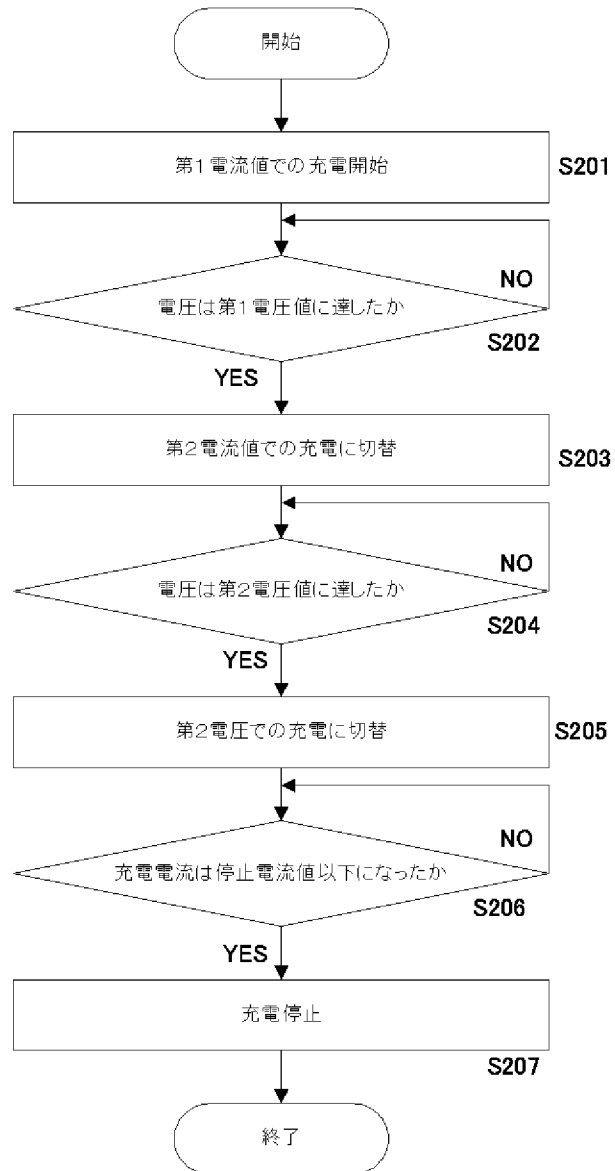 開始
第1電流値での充電開始
S201
電圧は第1電圧値に達したか
NO
S202
YES
第2電流値での充電に切替
S203
電圧は第2電圧値に達したか
NO
S204
YES
第2電圧での充電に切替
S205
充電電流は停止電流値以下になったか
NO
S206
YES
充電停止
S207
終了